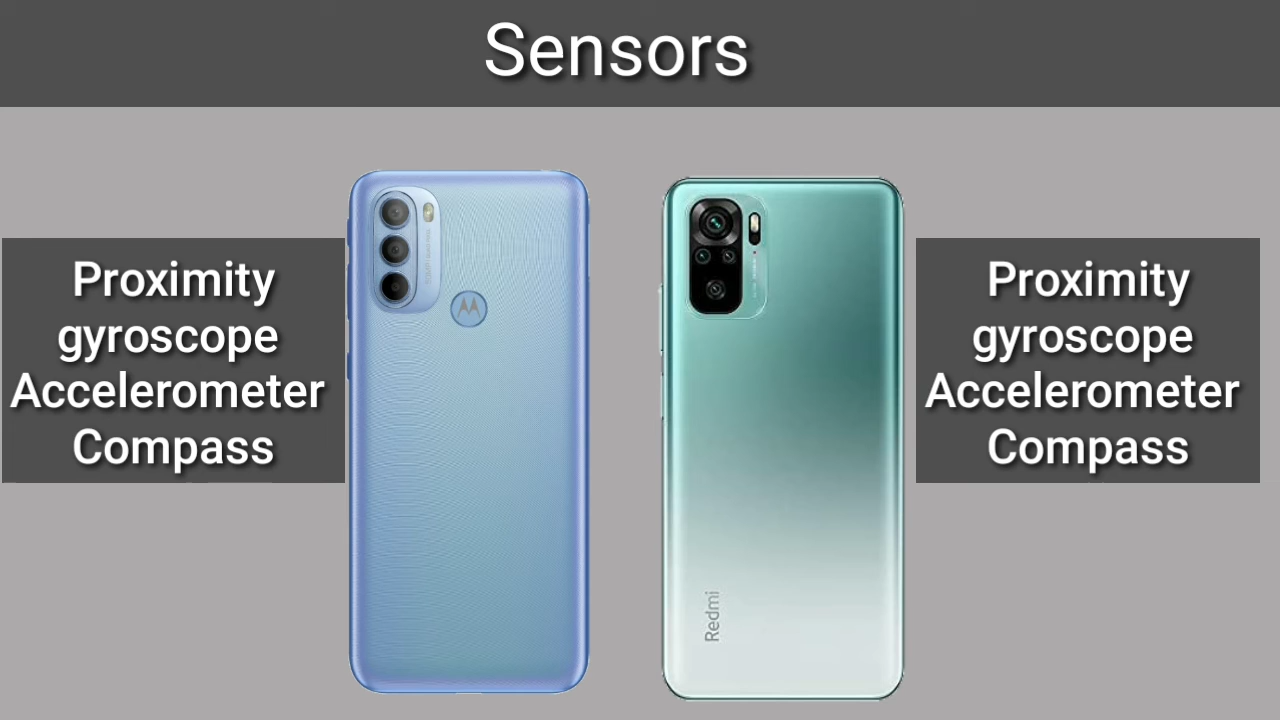 Sensors
Proximity
gyroscope
Accelerometer
Compass
Redmi
Proximity
gyroscope
Accelerometer
Compass